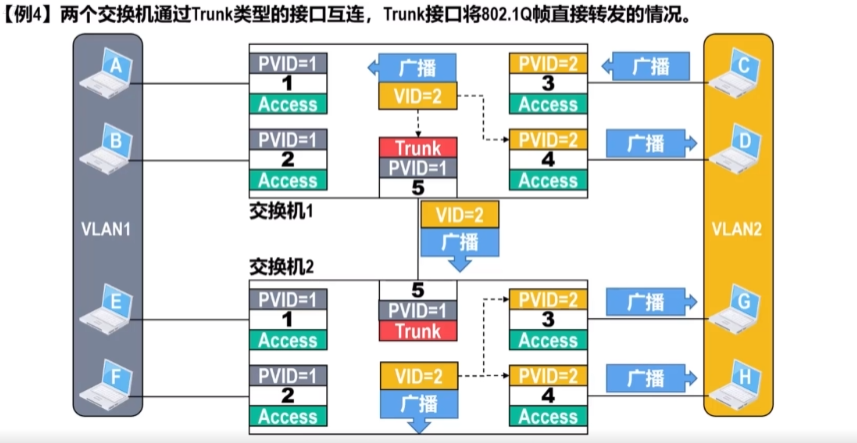 【例4】两个交换机通过Trunk类型的接口互连，Trunk接口将802.1Q帧直接转发的情况。
A
PVID=1
1
Access
广播
VID=2
PVID=2
3
Access
广播
C
B
PVID=1
2
Access
Trunk
PVID=1
5
PVID=2
4
Access
广播
D
交换机1
VLAN1
VID=2
广播
VLAN2
交换机2
E
PVID=1
1
Access
5
PVID=1
Trunk
PVID=2
3
Access
广播
G
F
PVID=1
2
Access
VID=2
广播
PVID=2
4
Access
广播
H